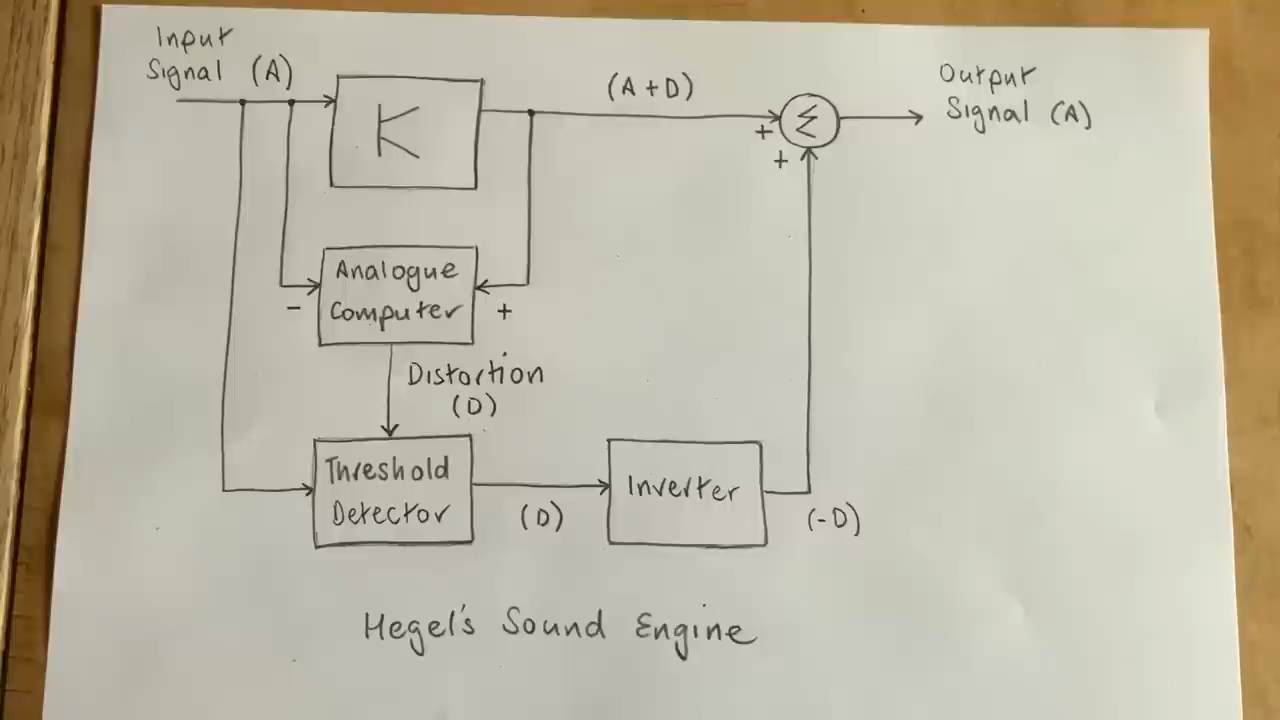 Input
Signal (A)
K
(A+D)
Σ
+
+
Output
Signal (A)
Analogue
Computer
-
+
Distortion
(D)
Threshold
Detector
(D)
Inverter
(-D)
Hegel's Sound Engine